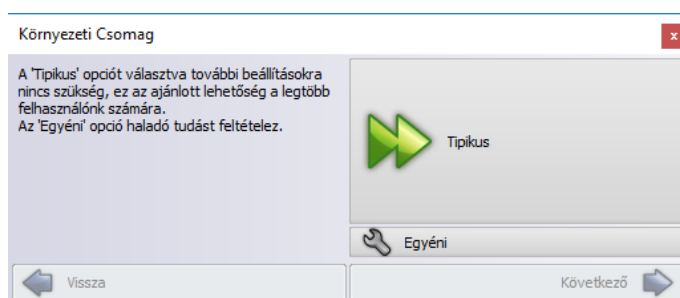 Környezeti Csomag
x
A 'Tipikus' opciót választva további beállításokra
nincs szükség, ez az ajánlott lehetőség a legtöbb
felhasználónk számára.
Az 'Egyéni' opció haladó tudást feltételez.
Tipikus
Egyéni
Vissza
Következő